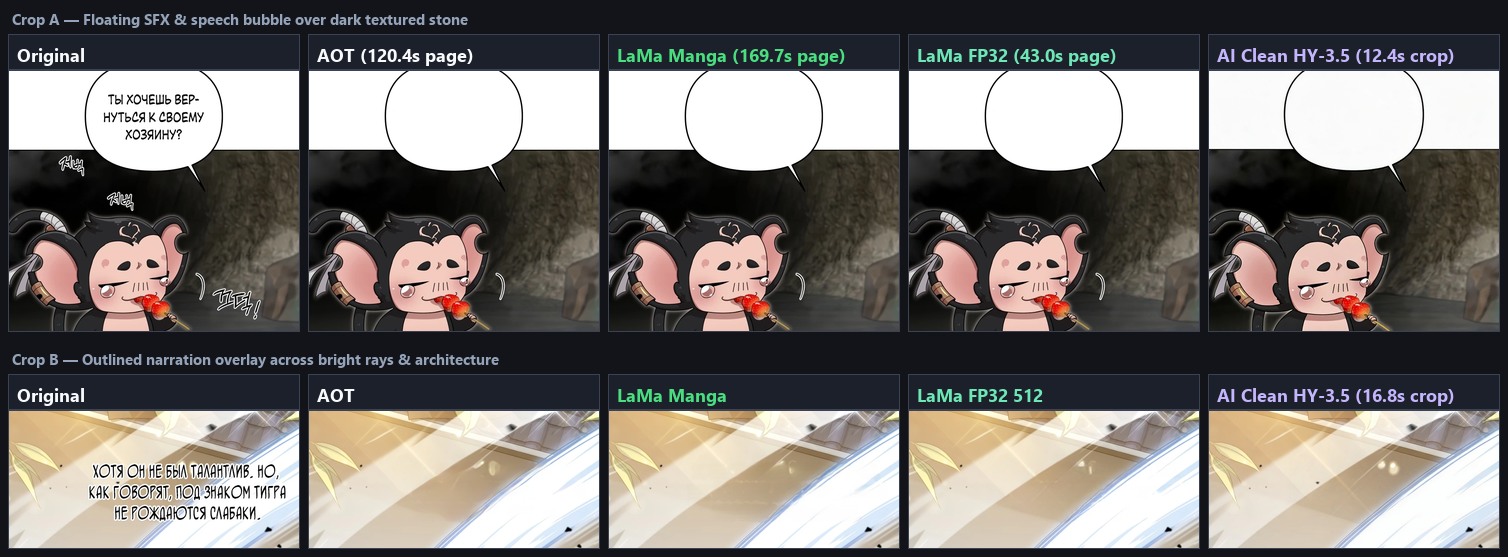 Crop A — Floating SFX & speech bubble over dark textured stone
Original
AOT (120.4s page)
LaMa Manga (169.7s page)
LaMa FP32 (43.0s page)
AI Clean HY-3.5 (12.4s crop)
ТЫ ХОЧЕШЬ ВЕР-
НУТЬСЯ К СВОЕМУ
ХОЗЯИНУ?
Crop B — Outlined narration overlay across bright rays & architecture
Original
AOT
LaMa Manga
LaMa FP32 512
AI Clean HY-3.5 (16.8s crop)
ХОТЯ ОН НЕ БЫЛ ТАЛАНТЛИВ. НО,
КАК ГОВОРЯТ, ПОД ЗНАКОМ ТИГРА
НЕ РОЖДАЮТСЯ СЛАБАКИ.